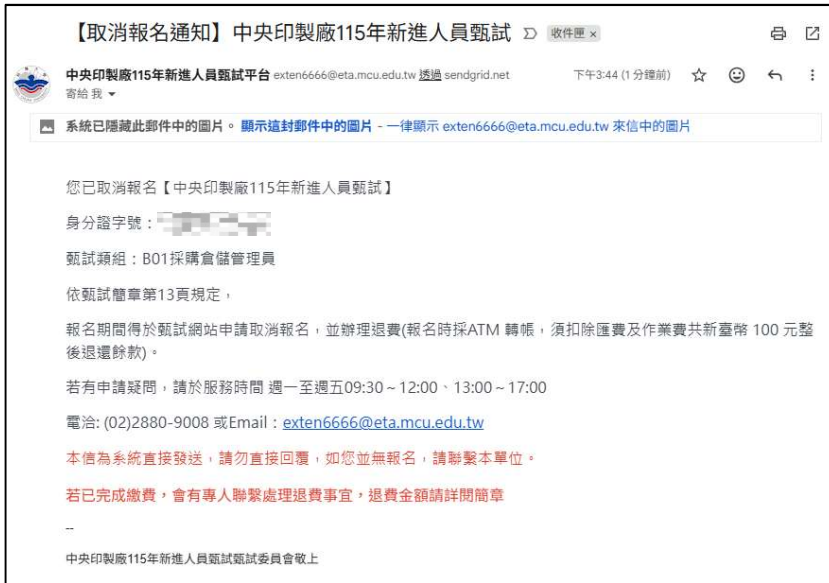 【取消報名通知】中央印製廠115年新進人員甄試 收件匣 ×
中央印製廠115年新進人員甄試平台 exten6666@eta.mcu.edu.tw 透過 sendgrid.net 下午3:44 (1 分鐘前)
寄給 我
系統已隱藏此郵件中的圖片。 顯示這封郵件中的圖片 - 一律顯示 exten6666@eta.mcu.edu.tw 來信中的圖片
您已取消報名【中央印製廠115年新進人員甄試】
身分證字號：
甄試類組：B01採購倉儲管理員
依甄試簡章第13頁規定，
報名期間得於甄試網站申請取消報名，並辦理退費(報名時採ATM 轉帳，須扣除匯費及作業費共新臺幣 100 元整
後退還餘款)。
若有申請疑問，請於服務時間 週一至週五09:30～12:00、13:00～17:00
電洽: (02)2880-9008 或Email：exten6666@eta.mcu.edu.tw
本信為系統直接發送，請勿直接回覆，如您並無報名，請聯繫本單位。
若已完成繳費，會有專人聯繫處理退費事宜，退費金額請詳閱簡章
--
中央印製廠115年新進人員甄試甄試委員會敬上